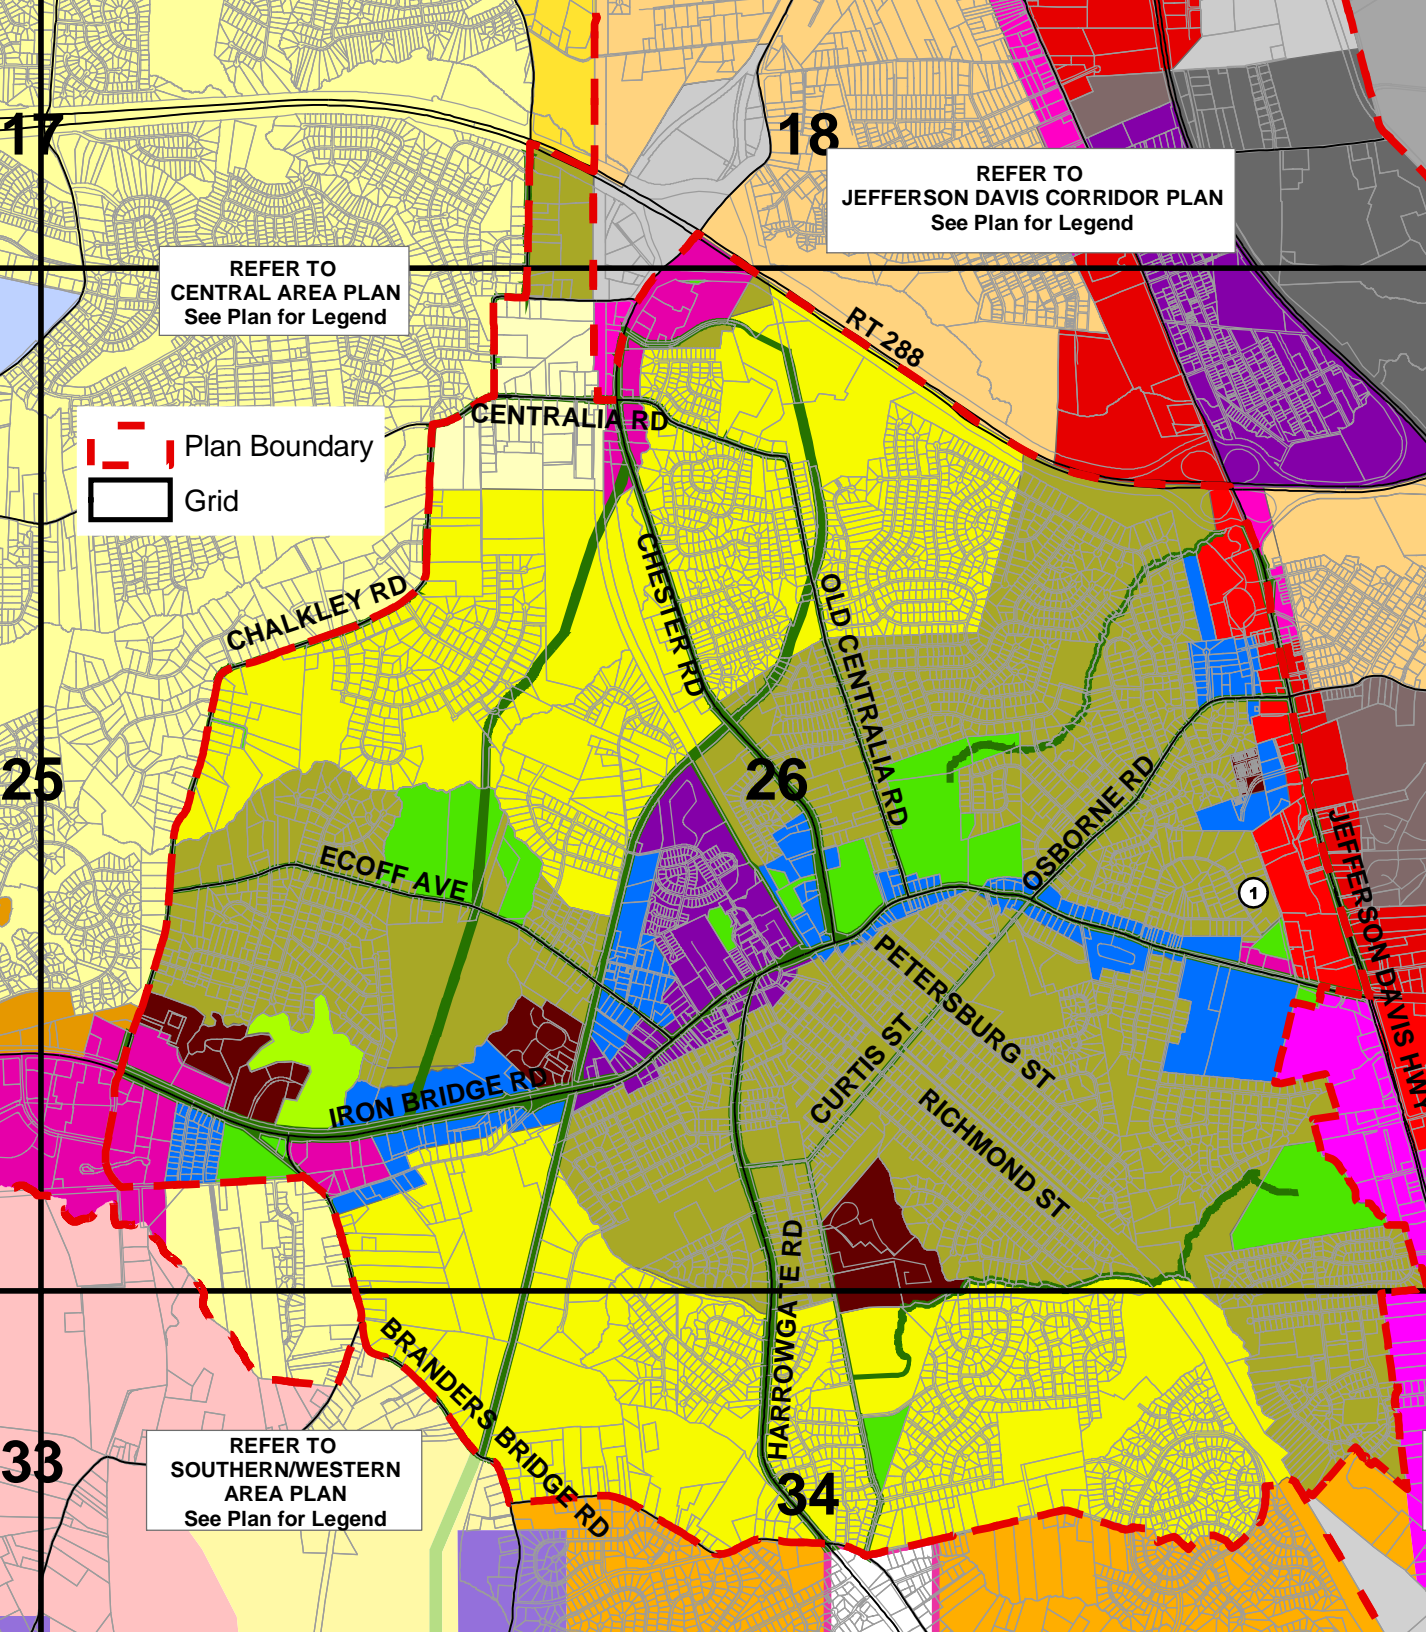 17
18
REFER TO
JEFFERSON DAVIS CORRIDOR PLAN
See Plan for Legend
REFER TO
CENTRAL AREA PLAN
See Plan for Legend
RT 288
CENTRALIA RD
Plan Boundary
Grid
CHALKLEY RD
CHESTER RD
OLD CENTRALIA RD
25
26
OSBORNE RD
ECOFF AVE
1
JEFFERSON DAVIS HWY
PETERSBURG ST
CURTIS ST
RICHMOND ST
IRON BRIDGE RD
HARROWGATE RD
BRANDERS BRIDGE RD
33
REFER TO
SOUTHERN/WESTERN
AREA PLAN
See Plan for Legend
34